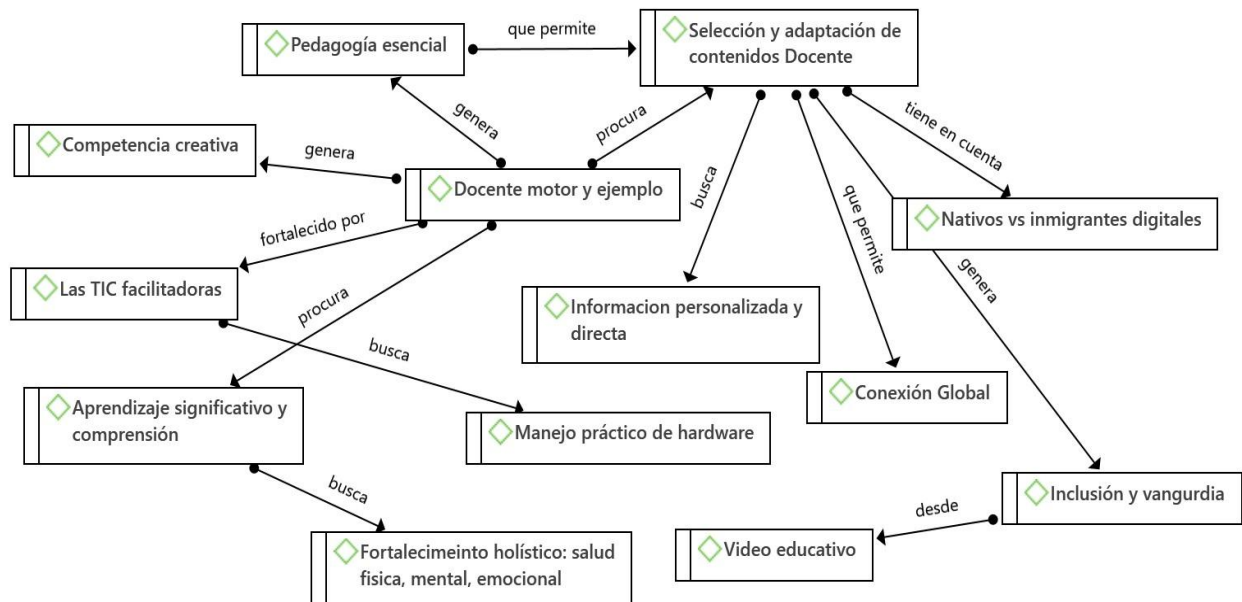 que permite
Pedagogía esencial
Selección y adaptación de
contenidos Docente
genera
procura
tiene en cuenta
Competencia creativa
genera
Docente motor y ejemplo
busca
que permite
Nativos vs inmigrantes digitales
fortalecido por
genera
Las TIC facilitadoras
procura
Informacion personalizada y
directa
busca
Conexión Global
Aprendizaje significativo y
comprensión
Manejo práctico de hardware
busca
Inclusión y vangurdia
desde
Video educativo
Fortalecimeinto holístico: salud
fisica, mental, emocional